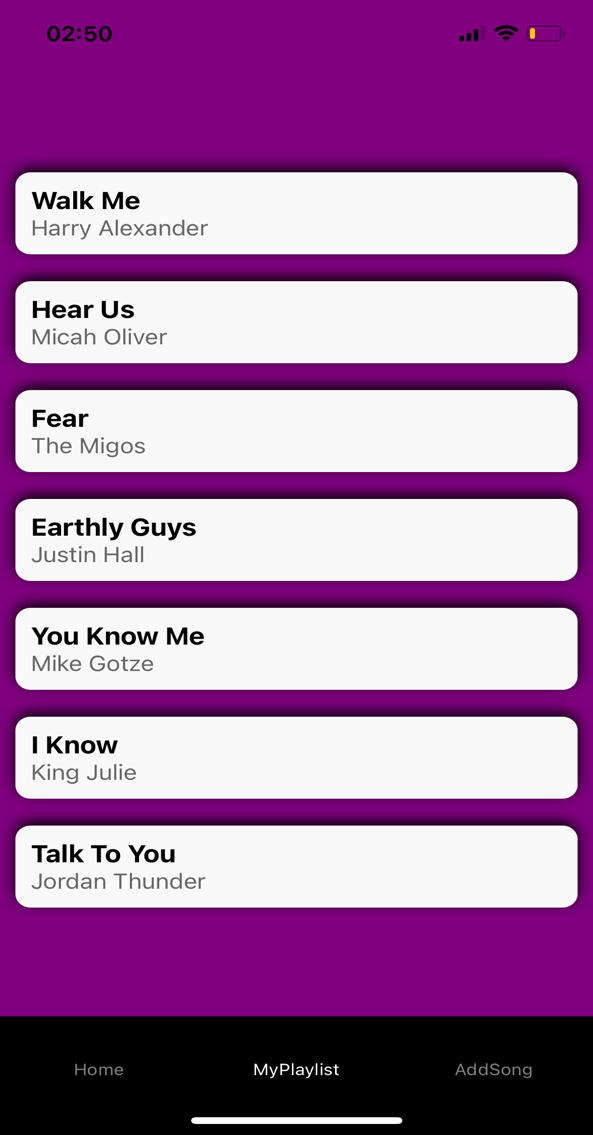 02:50
Walk Me
Harry Alexander
Hear Us
Micah Oliver
Fear
The Migos
Earthly Guys
Justin Hall
You Know Me
Mike Gotze
I Know
King Julie
Talk To You
Jordan Thunder
Home MyPlaylist AddSong